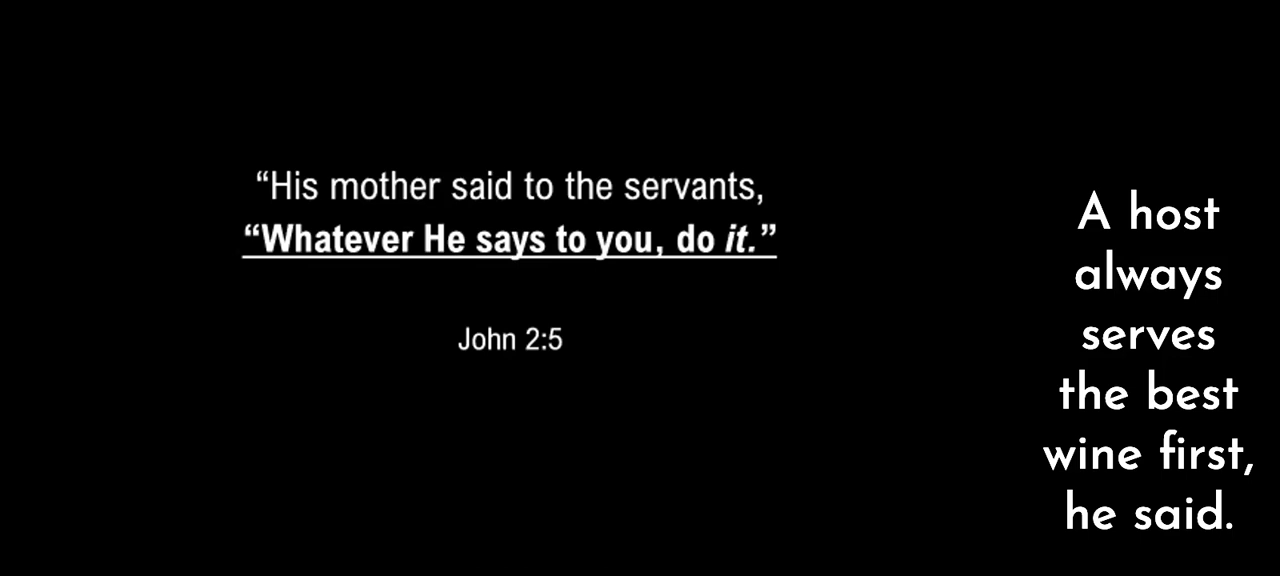 “His mother said to the servants,
“Whatever He says to you, do it.”
John 2:5
A host
always
serves
the best
wine first,
he said.